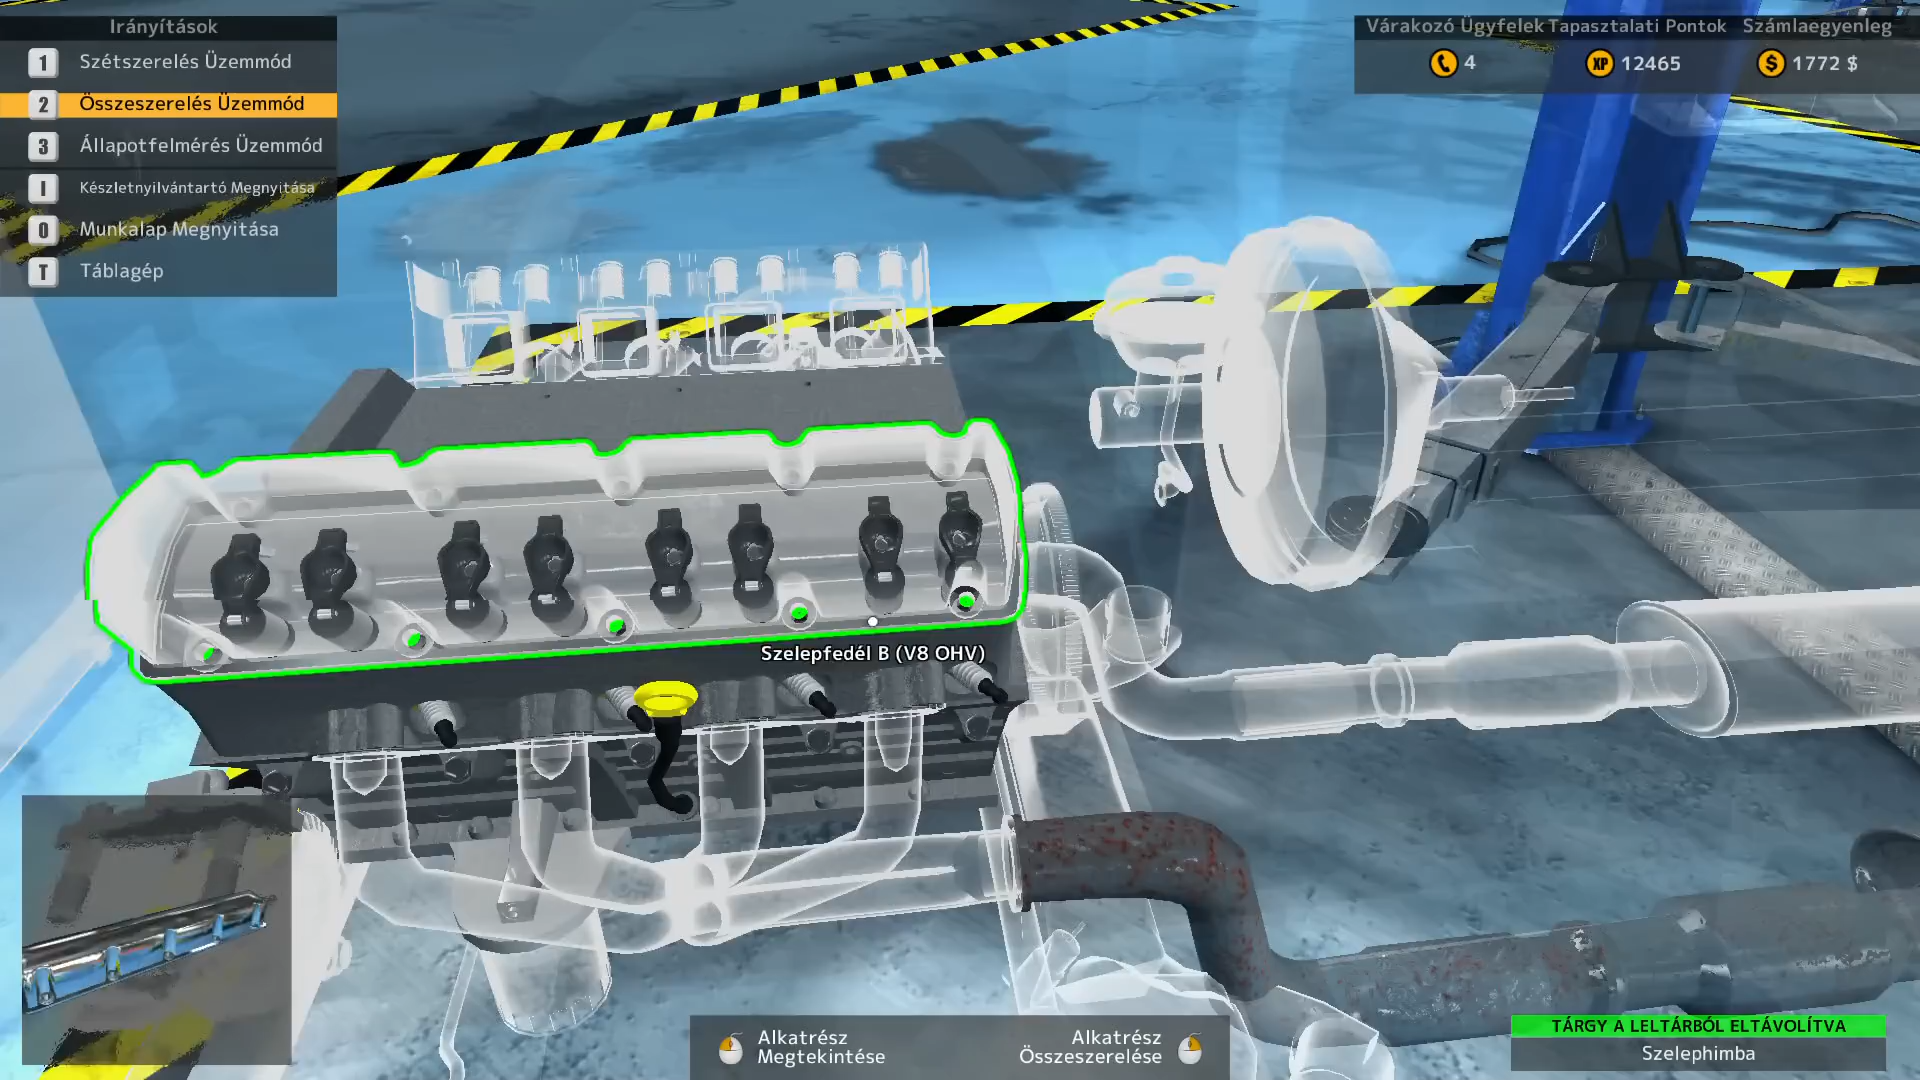 Irányítások
1 Szétszerelés Üzemmód
2 Összeszerelés Üzemmód
3 Állapotfelmérés Üzemmód
I Készletnyilvántartó Megnyitása
O Munkalap Megnyitása
T Táblagép
Várakozó Ügyfelek Tapasztalati Pontok Számlaegyenleg
4 XP 12465 $ 1772 $
Szelepfedél B (V8 OHV)
Alkatrész Megtekintése
Alkatrész Összeszerelése
TÁRGY A LELTÁRBÓL ELTÁVOLÍTVA
Szelephimba